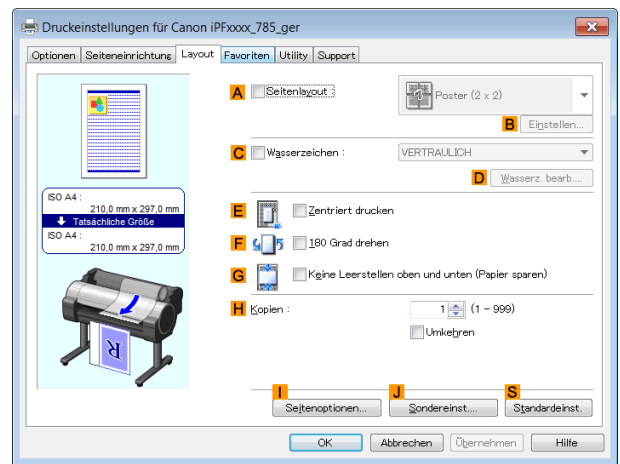 Druckeinstellungen für Canon iPFxxxx_785_ger
Optionen Seiteneinrichtung Layout Favoriten Utility Support
A Seitenlayout : Poster (2 x 2)
B Einstellen...
C Wasserzeichen : VERTRAULICH
D Wasserz. bearb....
ISO A4 :
210,0 mm x 297,0 mm
Tatsächliche Größe
ISO A4 :
210,0 mm x 297,0 mm
E Zentriert drucken
F 180 Grad drehen
G Keine Leerstellen oben und unten (Papier sparen)
H Kopien : 1 (1 - 999)
Umkehren
R
I J S
Seitenoptionen... Sondereinst.... Standardeinst.
OK Abbrechen Übernehmen Hilfe